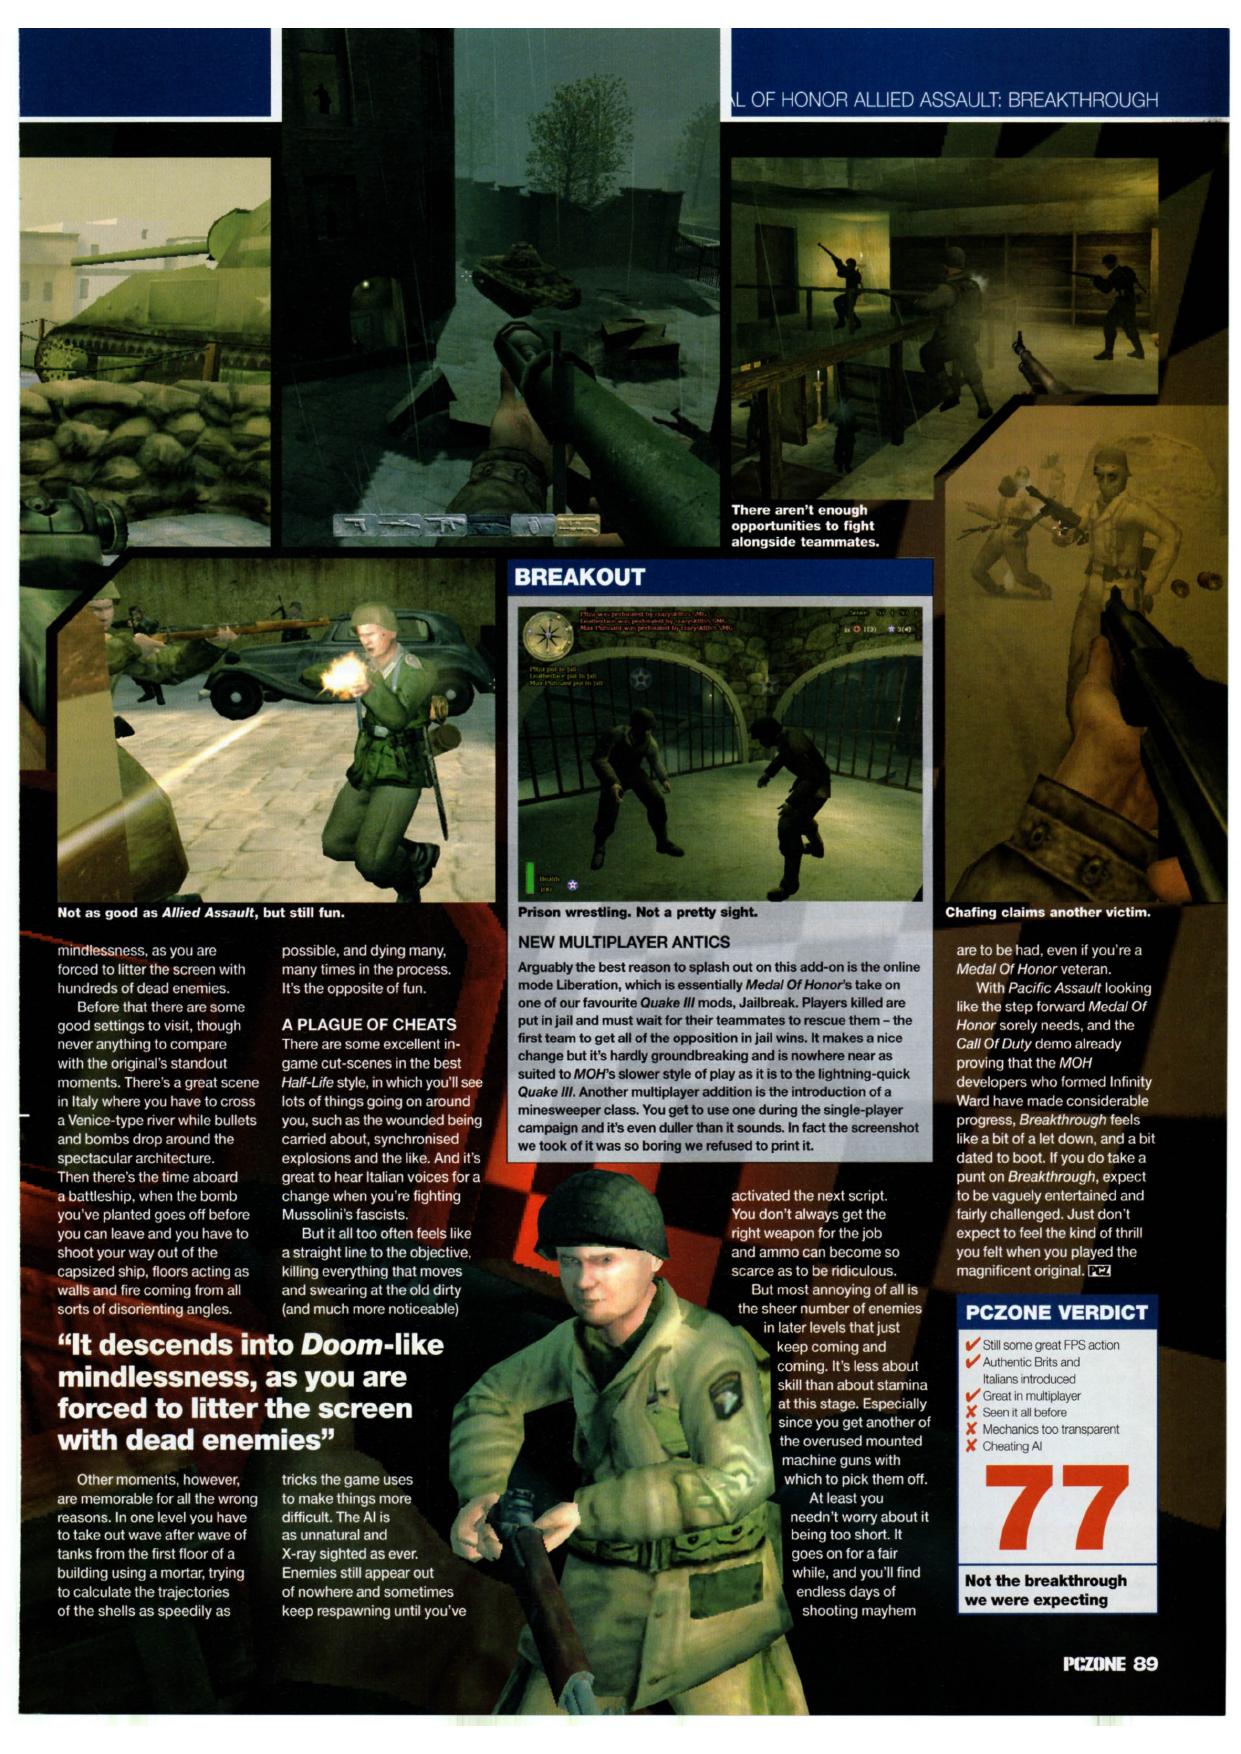 AL OF HONOR ALLIED ASSAULT: BREAKTHROUGH
There aren't enough
opportunities to fight
alongside teammates.
Not as good as Allied Assault, but still fun.
BREAKOUT
Prison wrestling. Not a pretty sight.
Chafing claims another victim.
mindlessness, as you are
forced to litter the screen with
hundreds of dead enemies.
Before that there are some
good settings to visit, though
never anything to compare
with the original's standout
moments. There's a great scene
in Italy where you have to cross
a Venice-type river while bullets
and bombs drop around the
spectacular architecture.
Then there's the time aboard
a battleship, when the bomb
you've planted goes off before
you can leave and you have to
shoot your way out of the
capsized ship, floors acting as
walls and fire coming from all
sorts of disorienting angles.
"It descends into Doom-like
mindlessness, as you are
forced to litter the screen
with dead enemies"
Other moments, however,
are memorable for all the wrong
reasons. In one level you have
to take out wave after wave of
tanks from the first floor of a
building using a mortar, trying
to calculate the trajectories
of the shells as speedily as
possible, and dying many,
many times in the process.
It's the opposite of fun.
A PLAGUE OF CHEATS
There are some excellent in-
game cut-scenes in the best
Half-Life style, in which you'll see
lots of things going on around
you, such as the wounded being
carried about, synchronised
explosions and the like. And it's
great to hear Italian voices for a
change when you're fighting
Mussolini's fascists.
But it all too often feels like
a straight line to the objective,
killing everything that moves
and swearing at the old dirty
(and much more noticeable)
tricks the game uses
to make things more
difficult. The AI is
as unnatural and
X-ray sighted as ever.
Enemies still appear out
of nowhere and sometimes
keep respawning until you've
NEW MULTIPLAYER ANTICS
Arguably the best reason to splash out on this add-on is the online
mode Liberation, which is essentially Medal Of Honor's take on
one of our favourite Quake III mods, Jailbreak. Players killed are
put in jail and must wait for their teammates to rescue them – the
first team to get all of the opposition in jail wins. It makes a nice
change but it's hardly groundbreaking and is nowhere near as
suited to MOH's slower style of play as it is to the lightning-quick
Quake III. Another multiplayer addition is the introduction of a
minesweeper class. You get to use one during the single-player
campaign and it's even duller than it sounds. In fact the screenshot
we took of it was so boring we refused to print it.
activated the next script.
You don't always get the
right weapon for the job
and ammo can become so
scarce as to be ridiculous.
But most annoying of all is
the sheer number of enemies
in later levels that just
keep coming and
coming. It's less about
skill than about stamina
at this stage. Especially
since you get another of
the overused mounted
machine guns with
which to pick them off.
At least you
needn't worry about it
being too short. It
goes on for a fair
while, and you'll find
endless days of
shooting mayhem
are to be had, even if you're a
Medal Of Honor veteran.
With Pacific Assault looking
like the step forward Medal Of
Honor sorely needs, and the
Call Of Duty demo already
proving that the MOH
developers who formed Infinity
Ward have made considerable
progress, Breakthrough feels
like a bit of a let down, and a bit
dated to boot. If you do take a
punt on Breakthrough, expect
to be vaguely entertained and
fairly challenged. Just don't
expect to feel the kind of thrill
you felt when you played the
magnificent original. PCZ
PCZONE VERDICT
✓ Still some great FPS action
✓ Authentic Brits and
Italians introduced
✓ Great in multiplayer
✗ Seen it all before
✗ Mechanics too transparent
✗ Cheating AI
77
Not the breakthrough
we were expecting
PCZONE 89